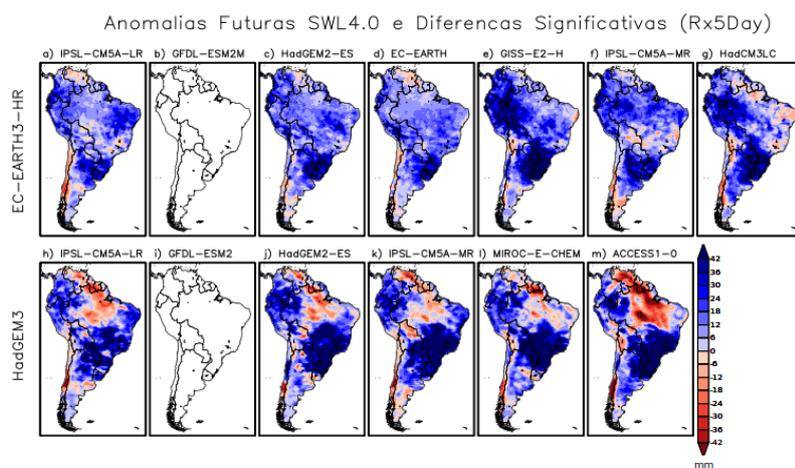 Anomalias Futuras SWL4.0 e Diferencas Significativas (Rx5Day)
a) IPSL-CM5A-LR
b) GFDL-ESM2M
c) HadGEM2-ES
d) EC-EARTH
e) GISS-E2-H
f) IPSL-CM5A-MR
g) HadCM3LC
EC-EARTH3-HR
h) IPSL-CM5A-LR
i) GFDL-ESM2
j) HadGEM2-ES
k) IPSL-CM5A-MR
l) MIROC-E-CHEM
m) ACCESS1-0
HadGEM3
42
36
30
24
18
12
6
0
-6
-12
-18
-24
-30
-36
-42
mm